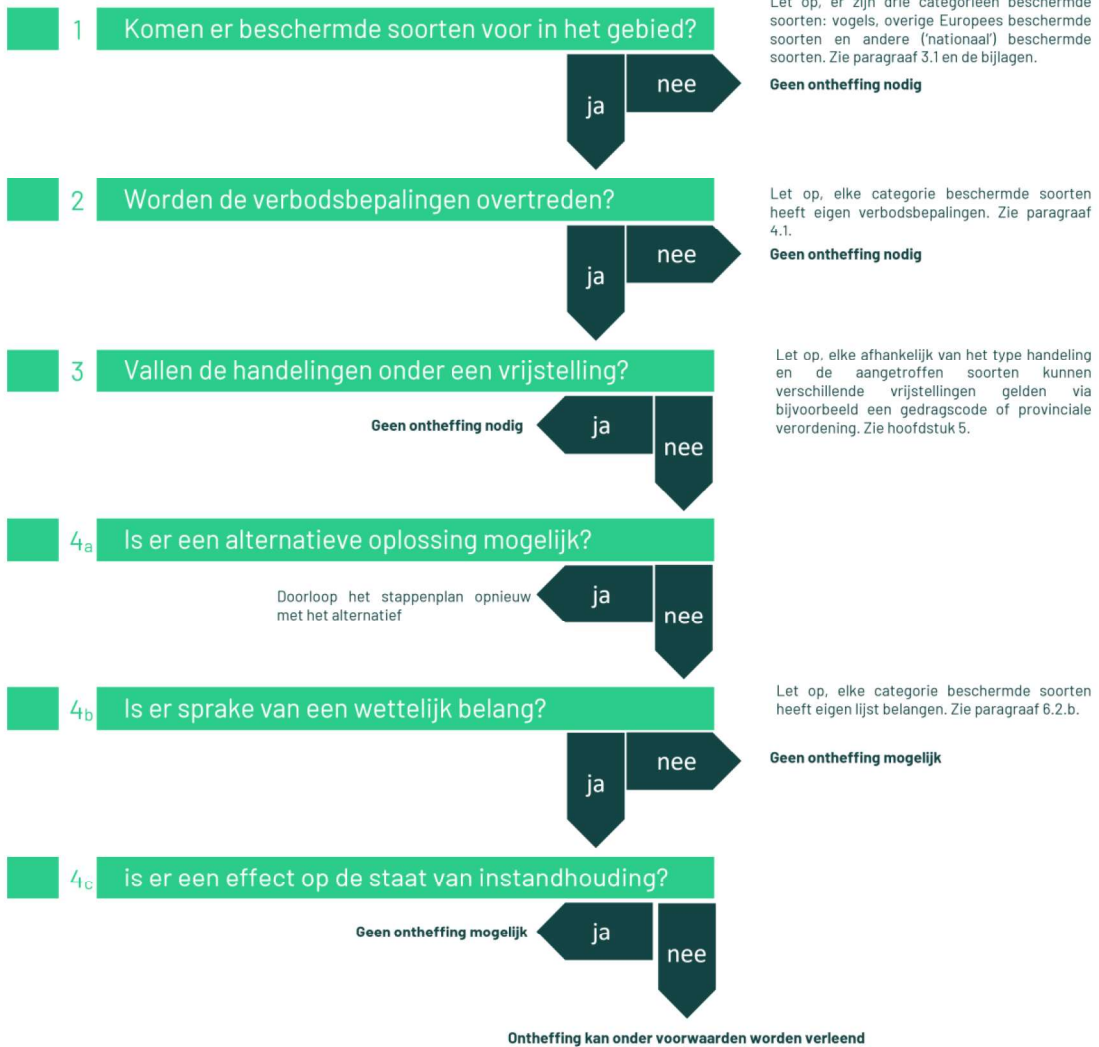 Let op, er zijn drie categorieën beschermde
soorten: vogels, overige Europees beschermde
soorten en andere (‘nationaal’) beschermde
soorten. Zie paragraaf 3.1 en de bijlagen.
1 Komen er beschermde soorten voor in het gebied?
nee
Geen ontheffing nodig
ja
2 Worden de verbodsbepalingen overtreden?
Let op, elke categorie beschermde soorten
heeft eigen verbodsbepalingen. Zie paragraaf
4.1.
nee
Geen ontheffing nodig
ja
3 Vallen de handelingen onder een vrijstelling?
Let op. elke afhankelijk van het type handeling
en de aangetroffen soorten kunnen
verschillende vrijstellingen gelden via
bijvoorbeeld een gedragscode of provinciale
verordening. Zie hoofdstuk 5.
Geen ontheffing nodig
ja
nee
4a Is er een alternatieve oplossing mogelijk?
Doorloop het stappenplan opnieuw
met het alternatief
ja
nee
4b Is er sprake van een wettelijk belang?
Let op, elke categorie beschermde soorten
heeft eigen lijst belangen. Zie paragraaf 6.2.b.
nee
Geen ontheffing mogelijk
ja
4c is er een effect op de staat van instandhouding?
Geen ontheffing mogelijk
ja
nee
Ontheffing kan onder voorwaarden worden verleend